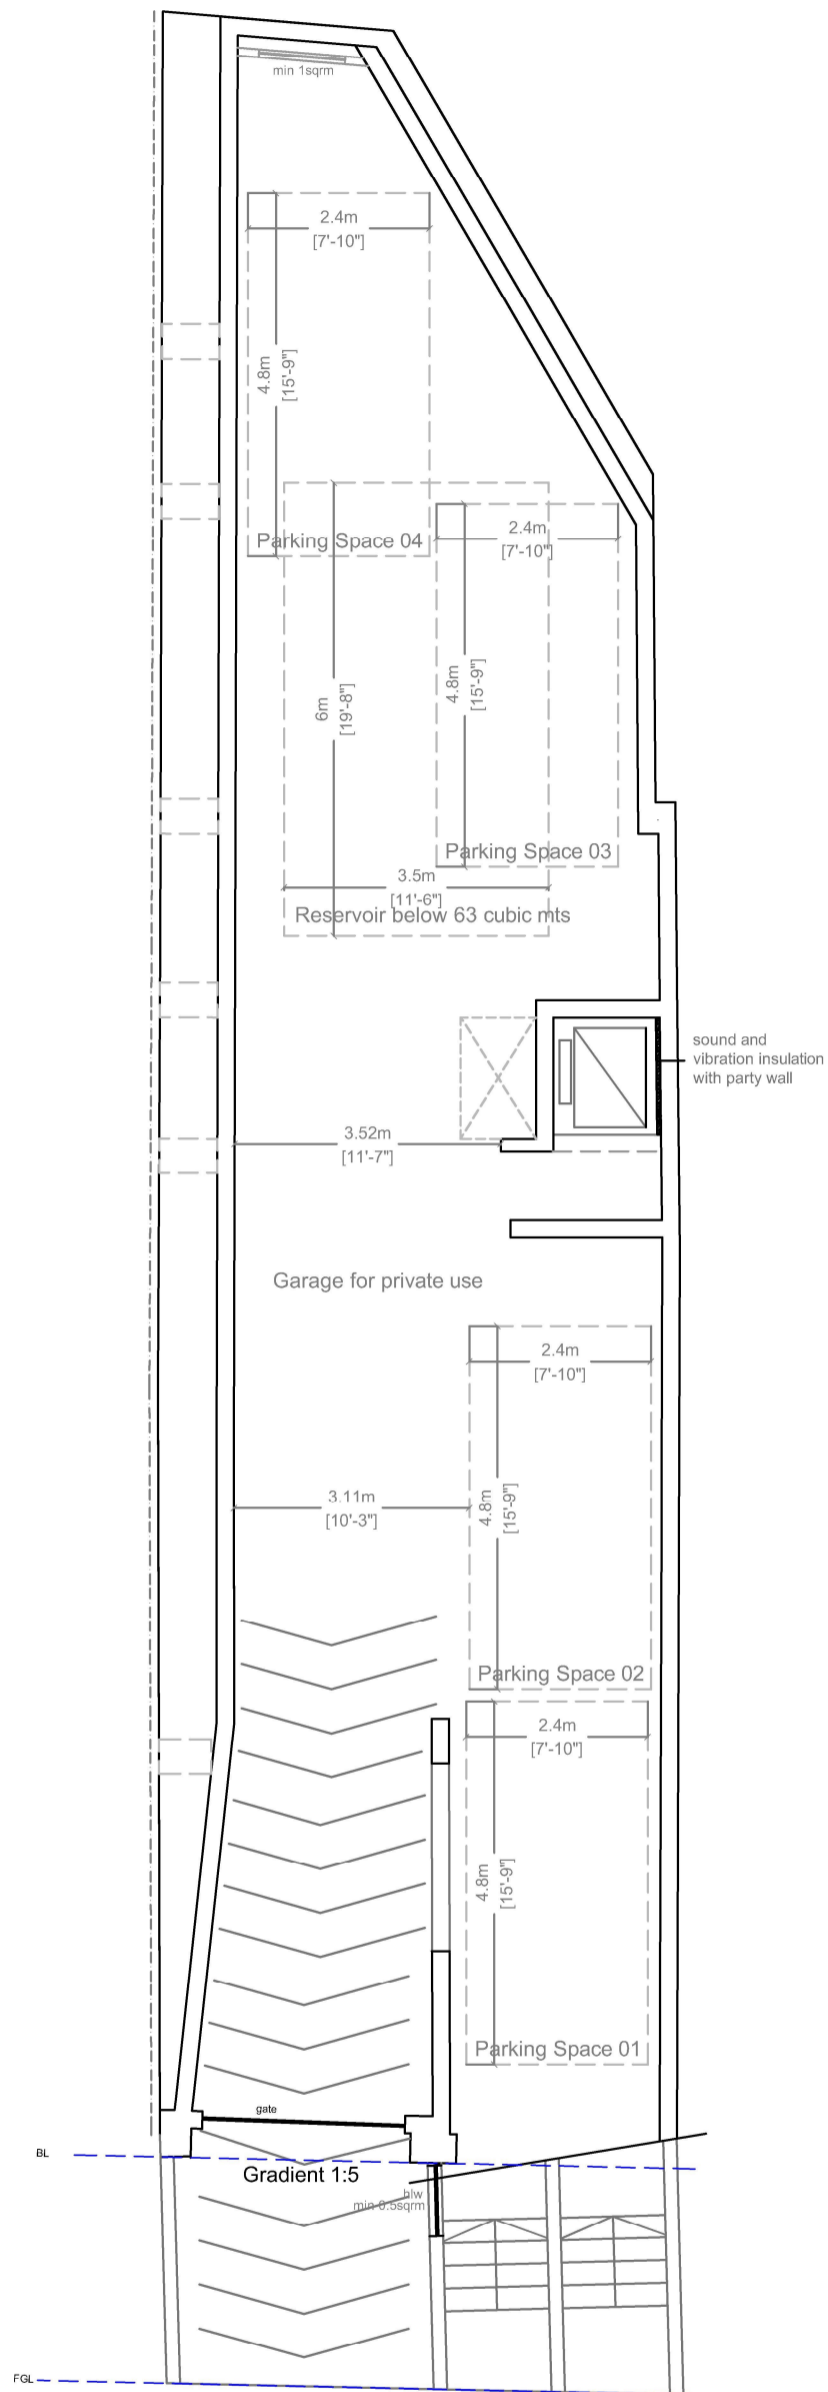 min 1sqrm
2.4m
[7'-10"]
4.8m
[15'-9"]
Parking Space 04
2.4m
[7'-10"]
4.8m
[15'-9"]
6m
[19'-8"]
Parking Space 03
3.5m
[11'-6"]
Reservoir below 63 cubic mts
sound and
vibration insulation
with party wall
3.52m
[11'-7"]
Garage for private use
2.4m
[7'-10"]
3.11m
[10'-3"]
4.8m
[15'-9"]
Parking Space 02
2.4m
[7'-10"]
4.8m
[15'-9"]
Parking Space 01
gate
BL
Gradient 1:5
hlw
min 0.5sqrm
FGL